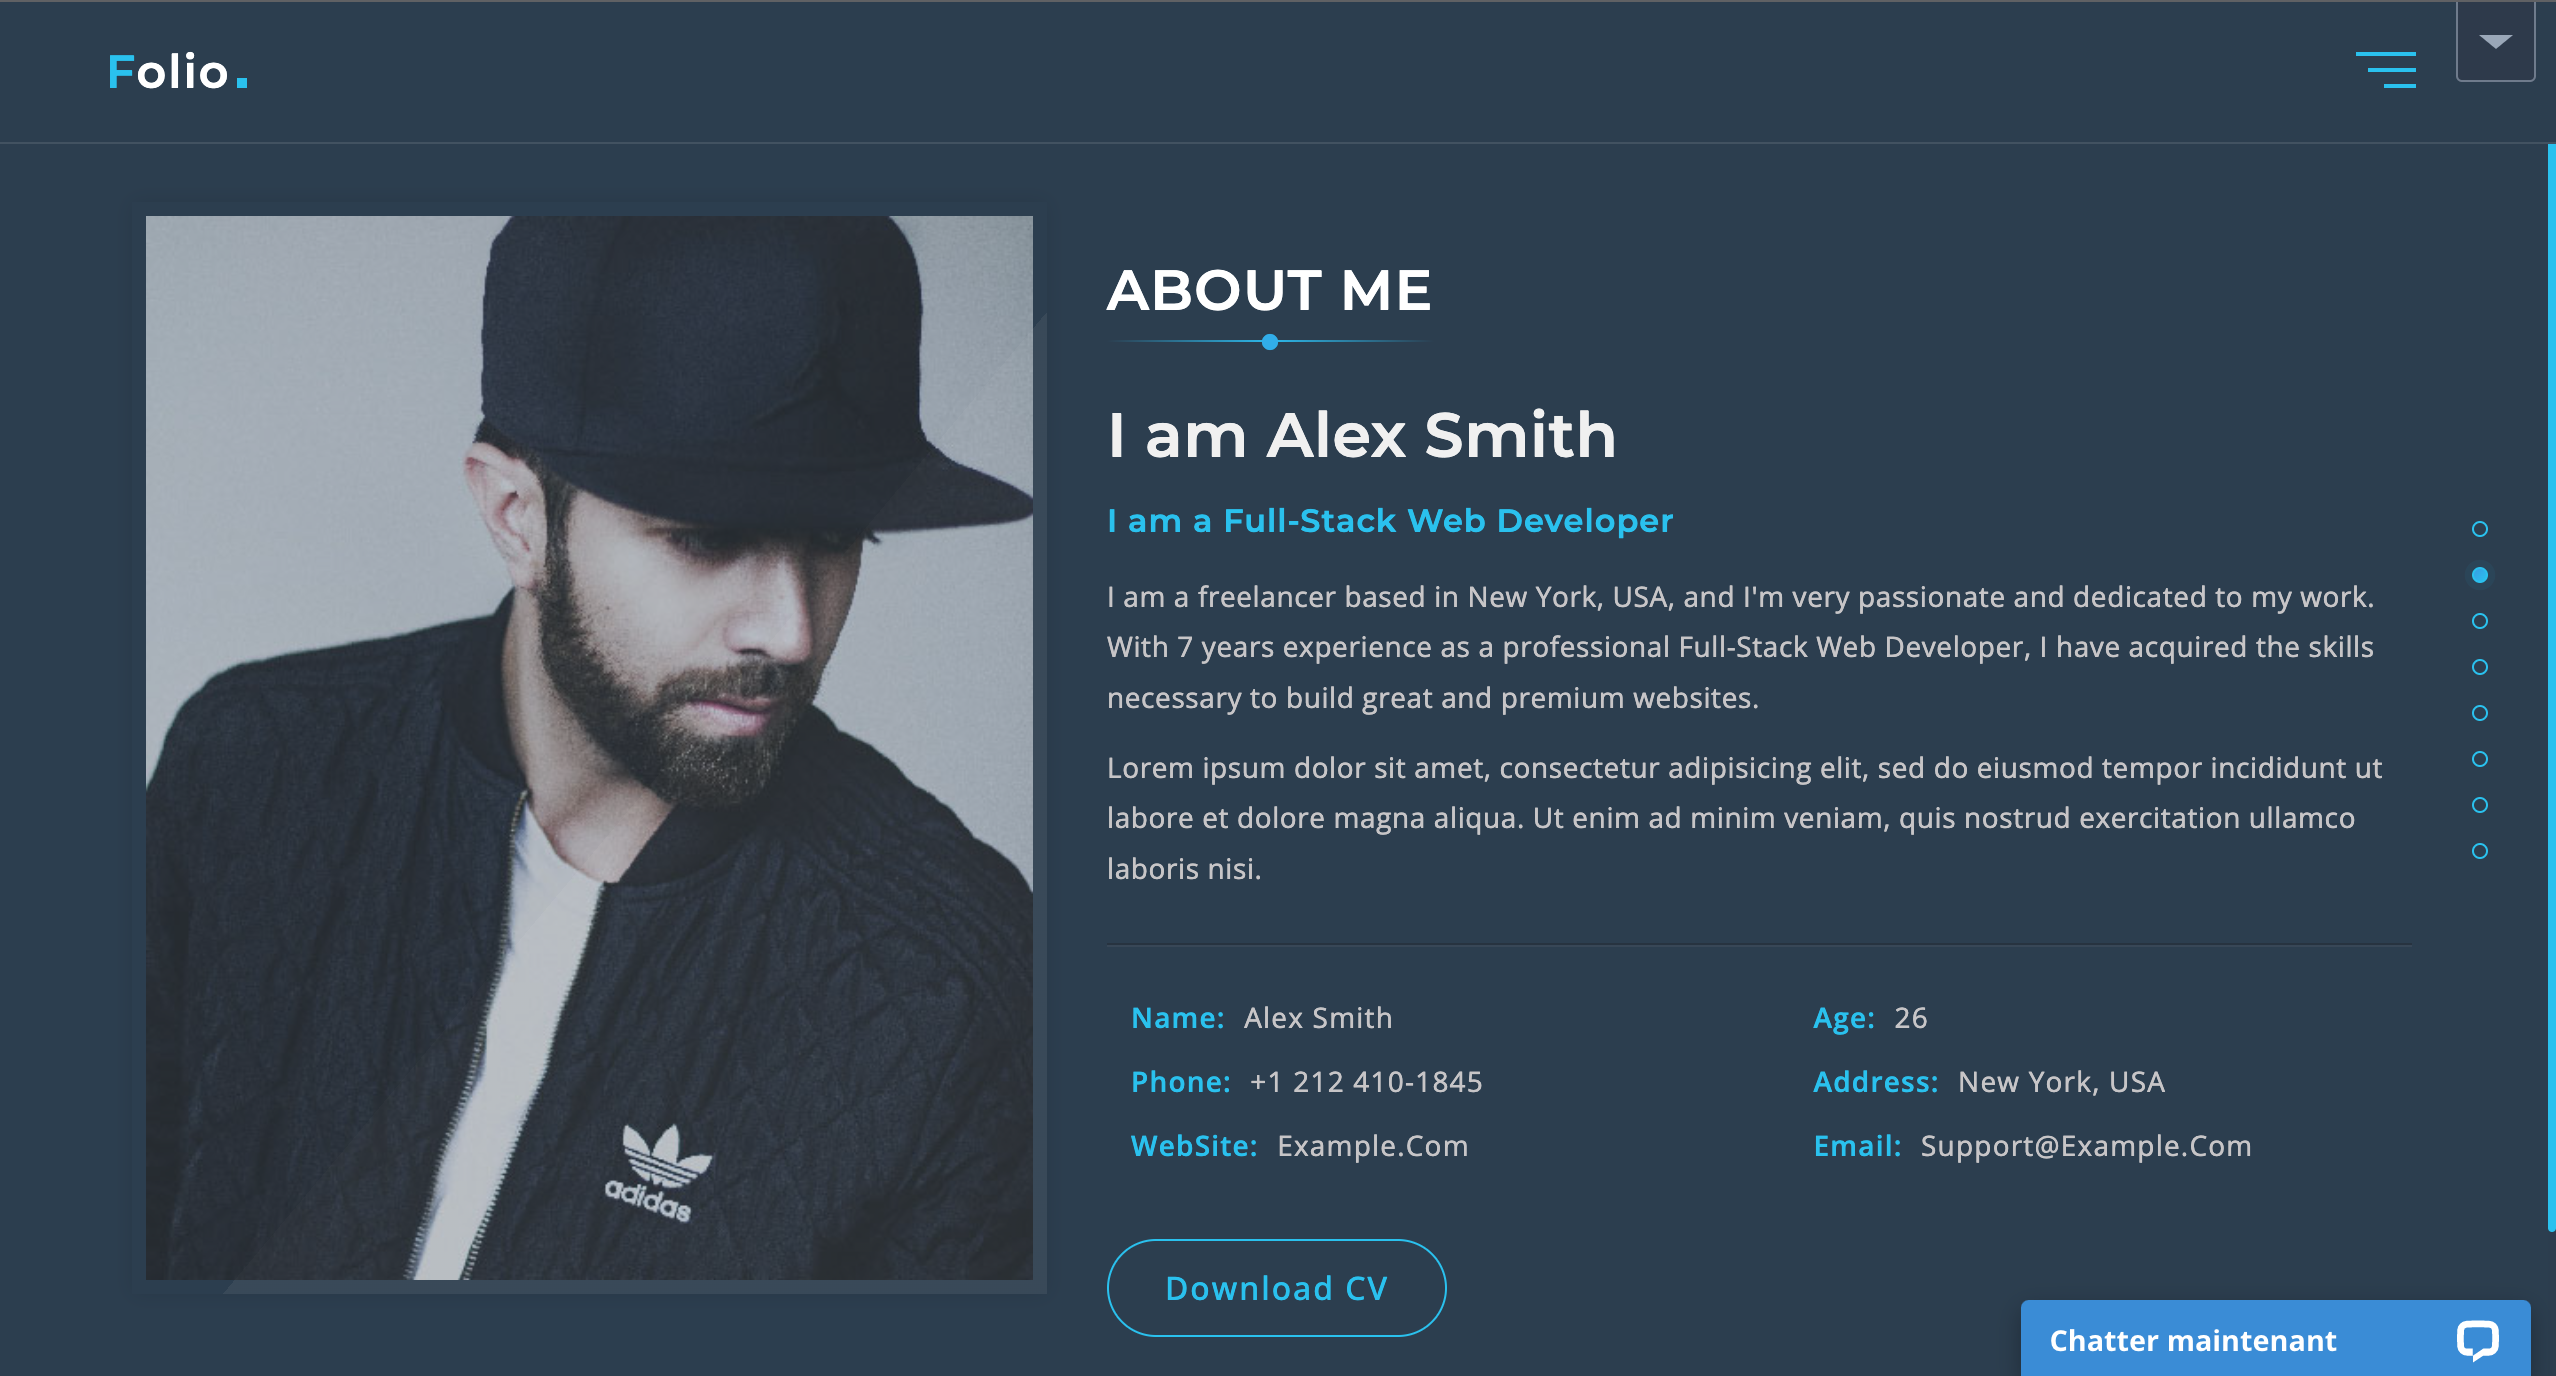 Folio.
ABOUT ME
I am Alex Smith
I am a Full-Stack Web Developer
I am a freelancer based in New York, USA, and I'm very passionate and dedicated to my work.
With 7 years experience as a professional Full-Stack Web Developer, I have acquired the skills
necessary to build great and premium websites.
Lorem ipsum dolor sit amet, consectetur adipisicing elit, sed do eiusmod tempor incididunt ut
labore et dolore magna aliqua. Ut enim ad minim veniam, quis nostrud exercitation ullamco
laboris nisi.
Name: Alex Smith
Age: 26
Phone: +1 212 410-1845
Address: New York, USA
WebSite: Example.Com
Email: Support@Example.Com
adidas
Download CV
Chatter maintenant